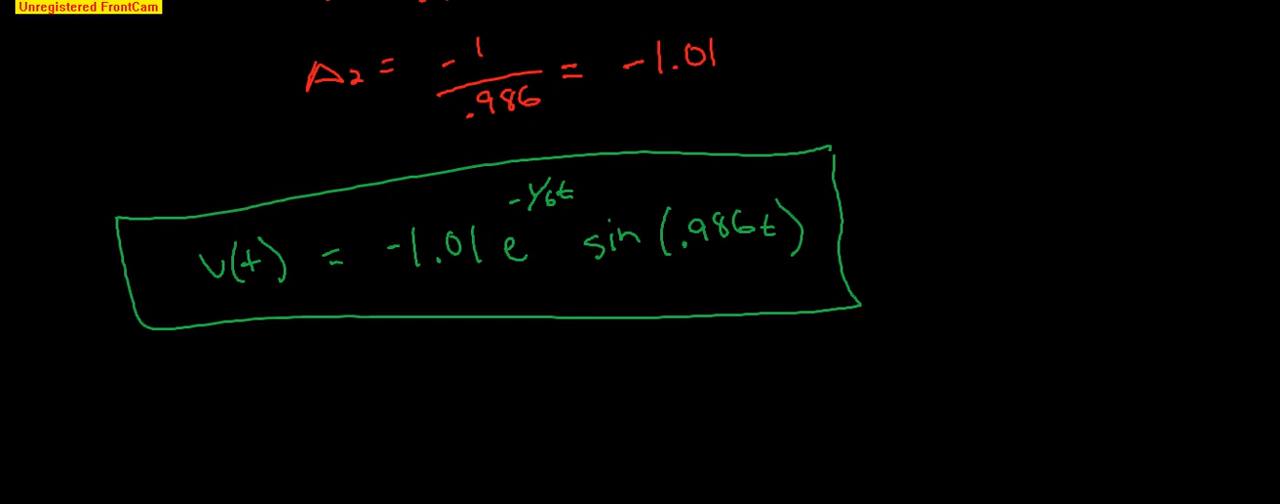 Unregistered FrontCam
A₂ = -1/.986 = -1.01
v(t) = -1.01 e^(-1/6t) sin(.986t)